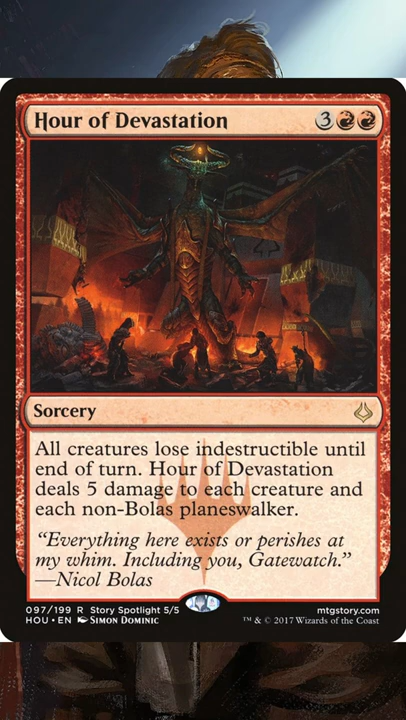 Hour of Devastation 3
Sorcery
All creatures lose indestructible until
end of turn. Hour of Devastation
deals 5 damage to each creature and
each non-Bolas planeswalker.
“Everything here exists or perishes at
my whim. Including you, Gatewatch.”
—Nicol Bolas
097/199 R Story Spotlight 5/5 mtgstory.com
HOU • EN Simon Dominic ™ & © 2017 Wizards of the Coast